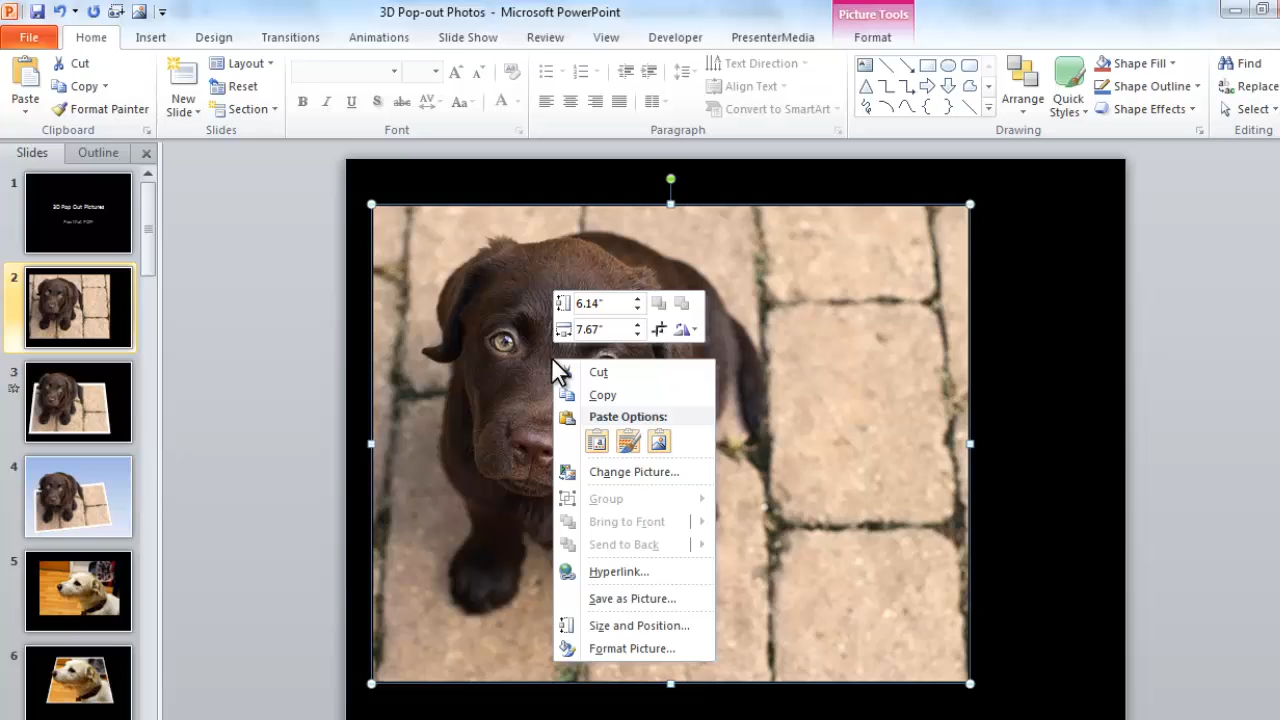 3D Pop-out Photos - Microsoft PowerPoint
Picture Tools
File Home Insert Design Transitions Animations Slide Show Review View Developer PresenterMedia Format
Cut
Copy
Format Painter
Paste
Clipboard
New
Slide
Layout
Reset
Section
Slides
Font
Text Direction
Align Text
Convert to SmartArt
Paragraph
Arrange
Quick
Styles
Shape Fill
Shape Outline
Shape Effects
Drawing
Find
Replace
Select
Editing
Slides Outline
1
3D Pop Out Pictures
2
3
4
5
6
6.14"
7.67"
Cut
Copy
Paste Options:
Change Picture...
Group
Bring to Front
Send to Back
Hyperlink...
Save as Picture...
Size and Position...
Format Picture...